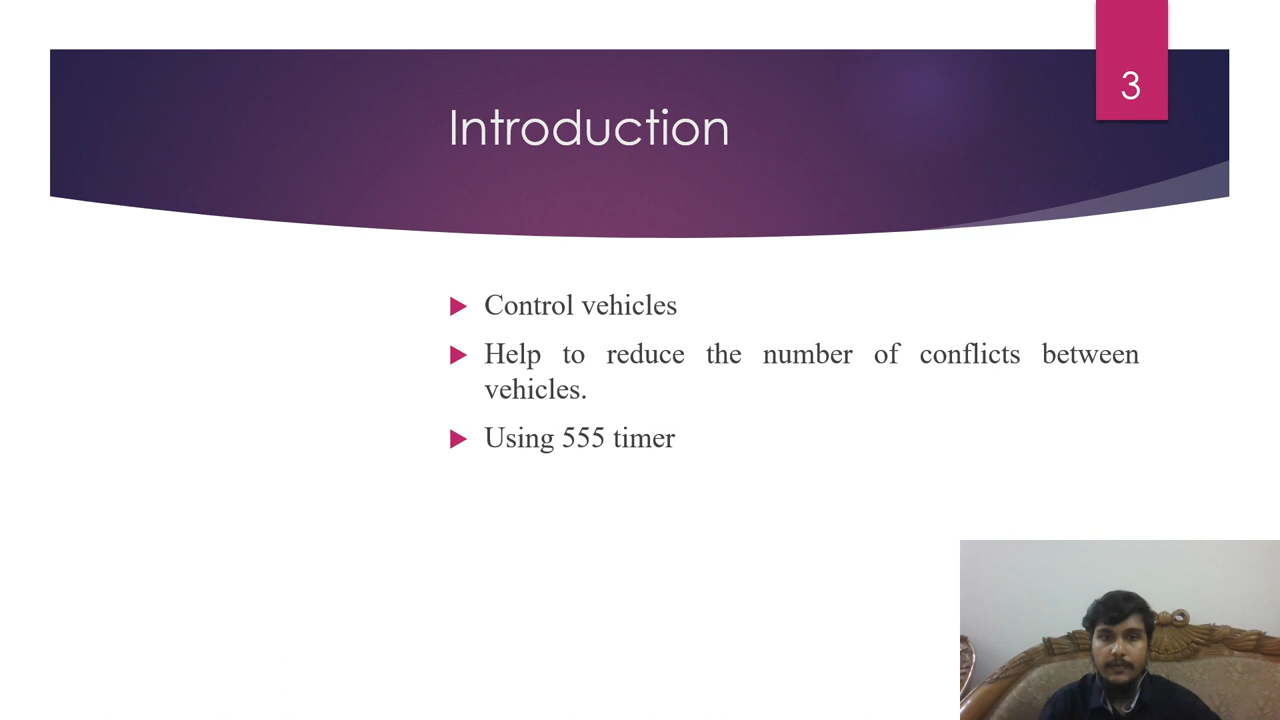 3
Introduction
Control vehicles
Help to reduce the number of conflicts between
vehicles.
Using 555 timer